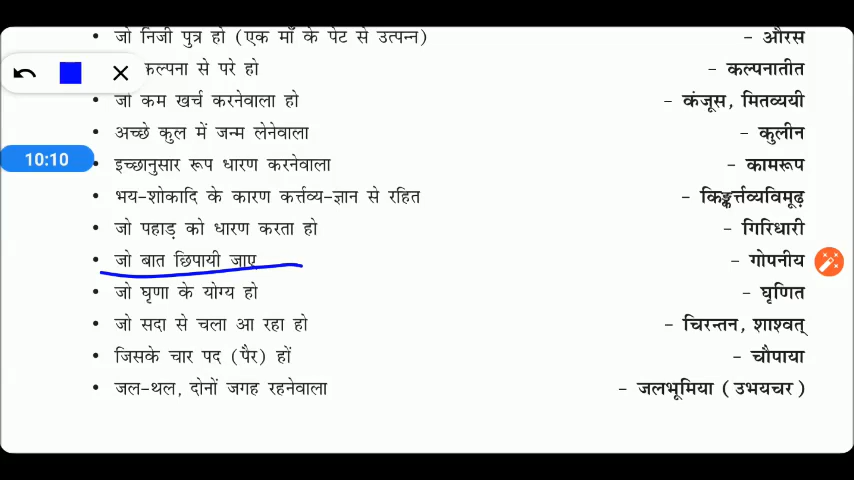 • जो निजी पुत्र हो (एक माँ के पेट से उत्पन्न) – औरस
कल्पना से परे हो – कल्पनातीत
जो कम खर्च करनेवाला हो – कंजूस, मितव्ययी
• अच्छे कुल में जन्म लेनेवाला – कुलीन
10:10
• इच्छानुसार रूप धारण करनेवाला – कामरूप
• भय-शोकादि के कारण कर्त्तव्य-ज्ञान से रहित – किङ्कर्त्तव्यविमूढ़
• जो पहाड़ को धारण करता हो – गिरिधारी
• जो बात छिपायी जाए – गोपनीय
• जो घृणा के योग्य हो – घृणित
• जो सदा से चला आ रहा हो – चिरन्तन, शाश्वत्
• जिसके चार पद (पैर) हों – चौपाया
• जल-थल, दोनों जगह रहनेवाला – जलभूमिया (उभयचर)